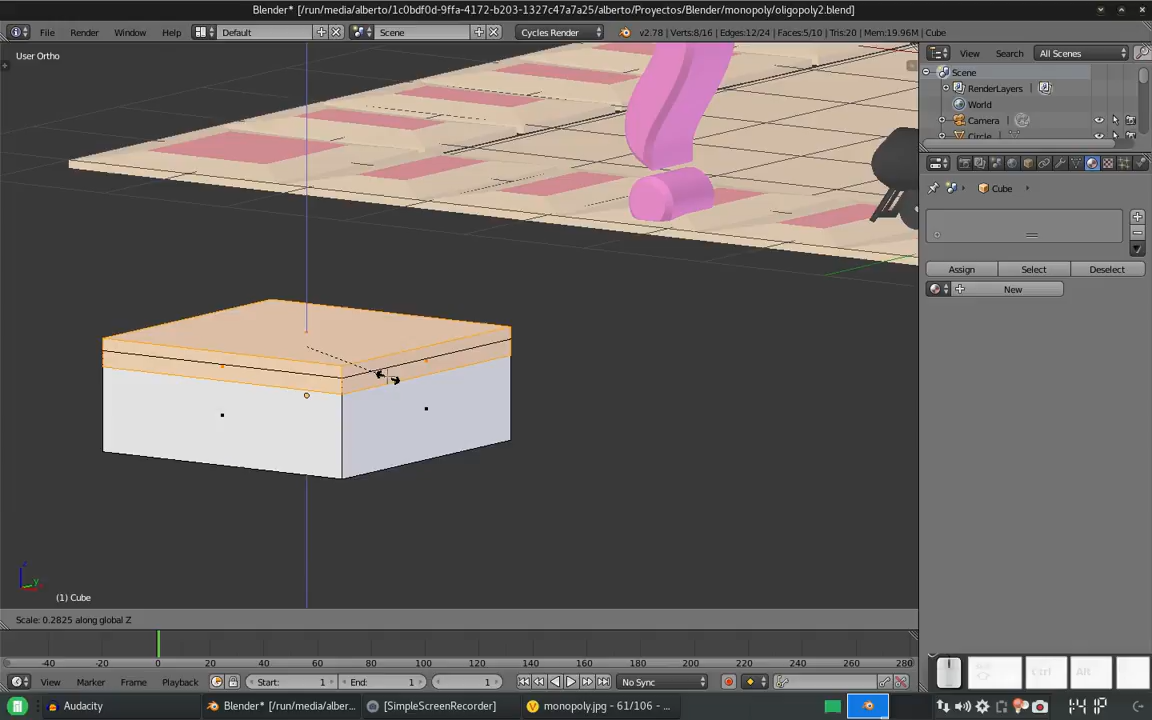 Blender* [/run/media/alberto/1c0bdf0d-9ffa-4172-b203-1327c47a7a25/alberto/Proyectos/Blender/monopoly/oligopoly2.blend]
File Render Window Help Default Scene Cycles Render v2.78 | Verts:8/16 | Edges:12/24 | Faces:5/10 | Tris:20 | Mem:19.96M | Cube
User Ortho
View Search All Scenes
Scene
RenderLayers
World
Camera
Circle
Cube
Assign Select Deselect
New
(1) Cube
Scale: 0.2825 along global Z
-40 -20 0 20 40 60 80 100 120 140 160 180 200 220 240 260 280
View Marker Frame Playback Start: 1 End: 1 1 No Sync
Ctrl Alt
Audacity Blender* [/run/media/alber... [SimpleScreenRecorder] monopoly.jpg - 61/106 - ...